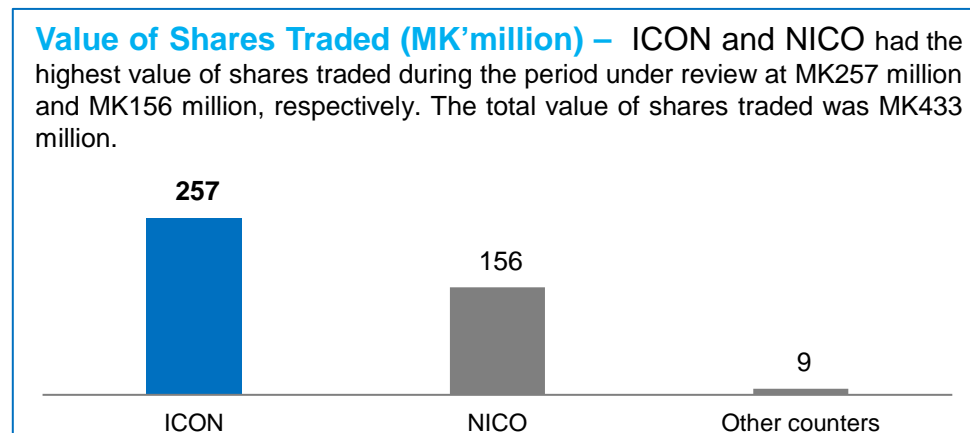 Value of Shares Traded (MK’million) – ICON and NICO had the
highest value of shares traded during the period under review at MK257 million
and MK156 million, respectively. The total value of shares traded was MK433
million.
257
156
9
ICON
NICO
Other counters